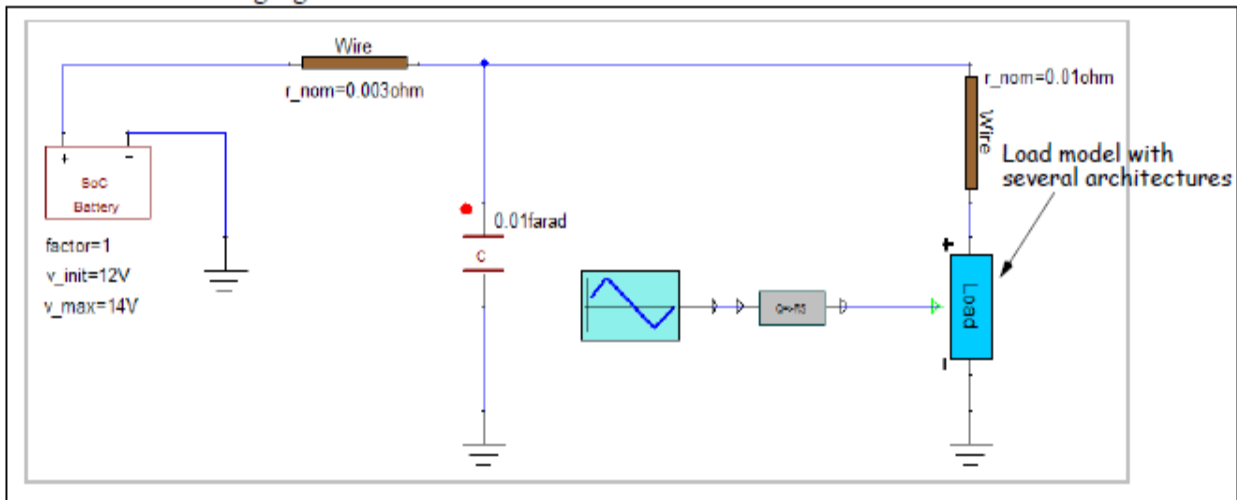 Wire
r_nom=0.003ohm
r_nom=0.01ohm
Wire
Load model with
several architectures
+ −
SoC
Battery
factor=1
v_init=12V
v_max=14V
0.01farad
C
+
Load
-